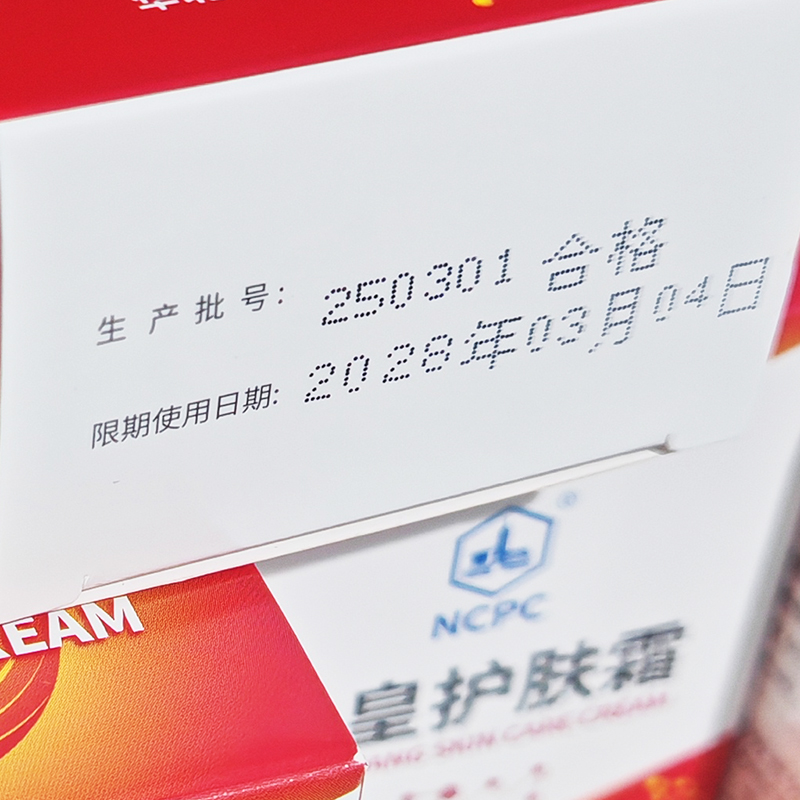 生产批号：250301 合格
限期使用日期：2028年03月04日
NCPC
皇护肤霜
SKIN CARE CREAM
EAM